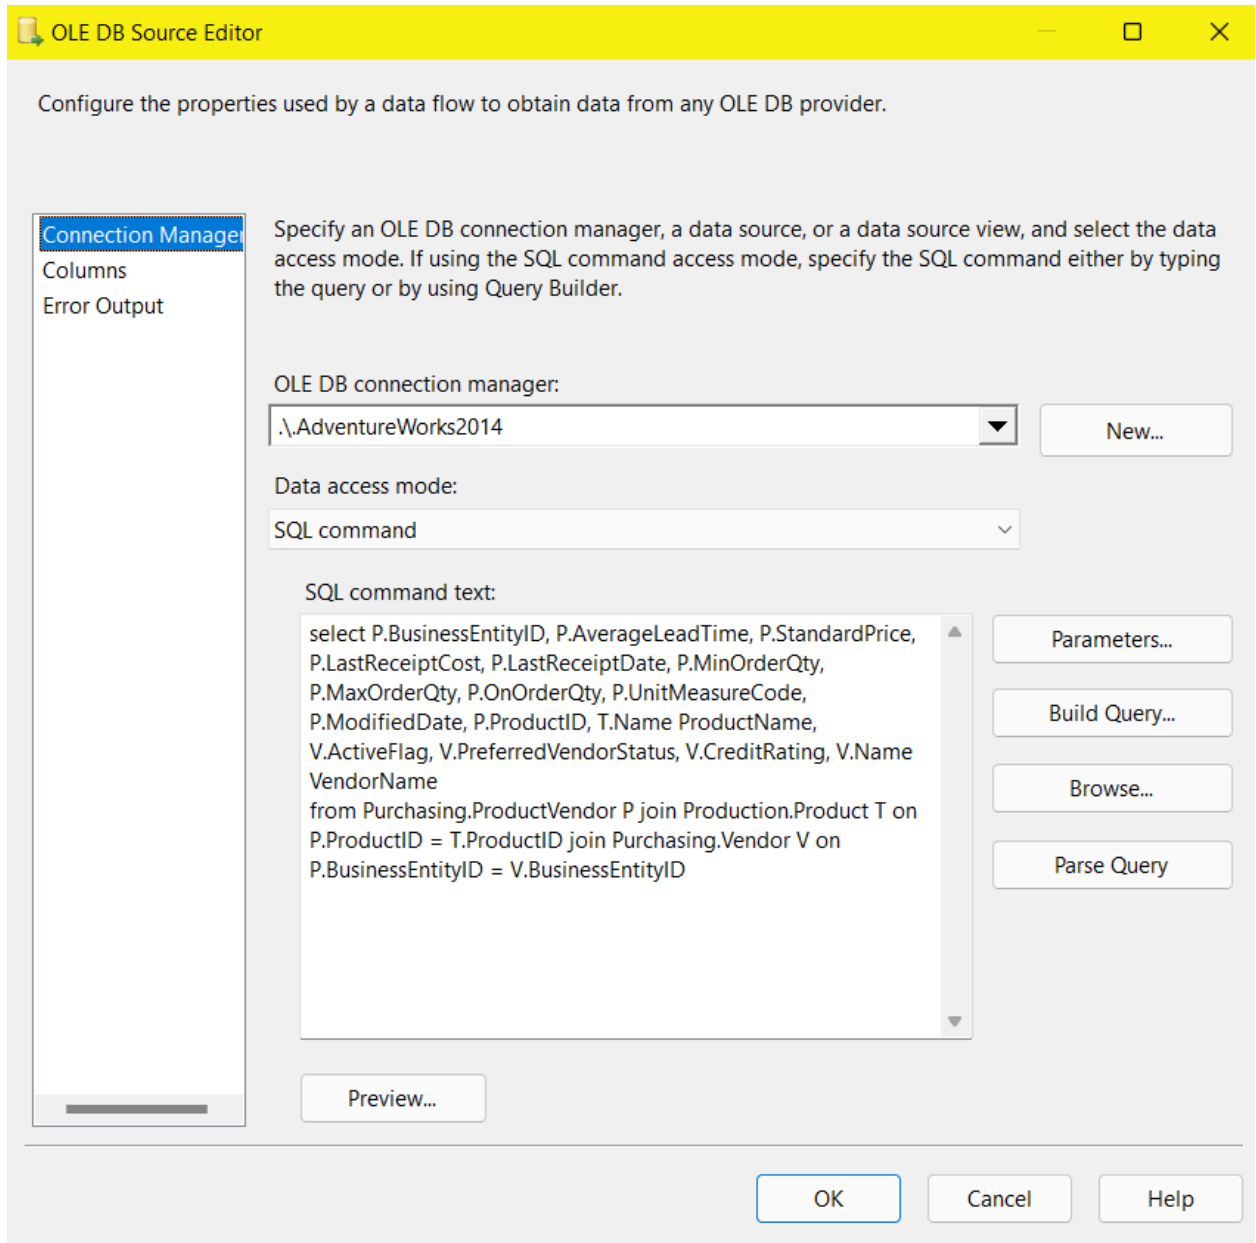 OLE DB Source Editor
Configure the properties used by a data flow to obtain data from any OLE DB provider.
Connection Manager
Columns
Error Output
Specify an OLE DB connection manager, a data source, or a data source view, and select the data
access mode. If using the SQL command access mode, specify the SQL command either by typing
the query or by using Query Builder.
OLE DB connection manager:
.\.AdventureWorks2014
New...
Data access mode:
SQL command
SQL command text:
select P.BusinessEntityID, P.AverageLeadTime, P.StandardPrice,
P.LastReceiptCost, P.LastReceiptDate, P.MinOrderQty,
P.MaxOrderQty, P.OnOrderQty, P.UnitMeasureCode,
P.ModifiedDate, P.ProductID, T.Name ProductName,
V.ActiveFlag, V.PreferredVendorStatus, V.CreditRating, V.Name
VendorName
from Purchasing.ProductVendor P join Production.Product T on
P.ProductID = T.ProductID join Purchasing.Vendor V on
P.BusinessEntityID = V.BusinessEntityID
Parameters...
Build Query...
Browse...
Parse Query
Preview...
OK
Cancel
Help